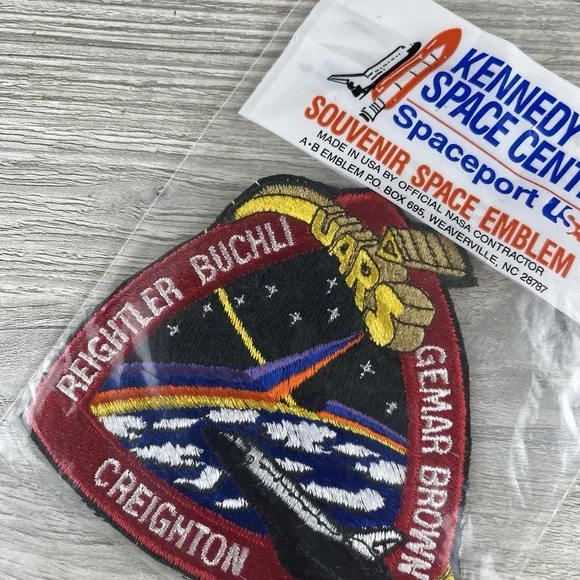 KENNEDY
SPACE CENT
Spaceport US
SOUVENIR SPACE EMBLEM
MADE IN USA BY OFFICIAL NASA CONTRACTOR
A•B EMBLEM PO. BOX 695, WEAVERVILLE, NC 28787
UARS
REIGHTLER BUCHLI
GEMAR BROWN
CREIGHTON